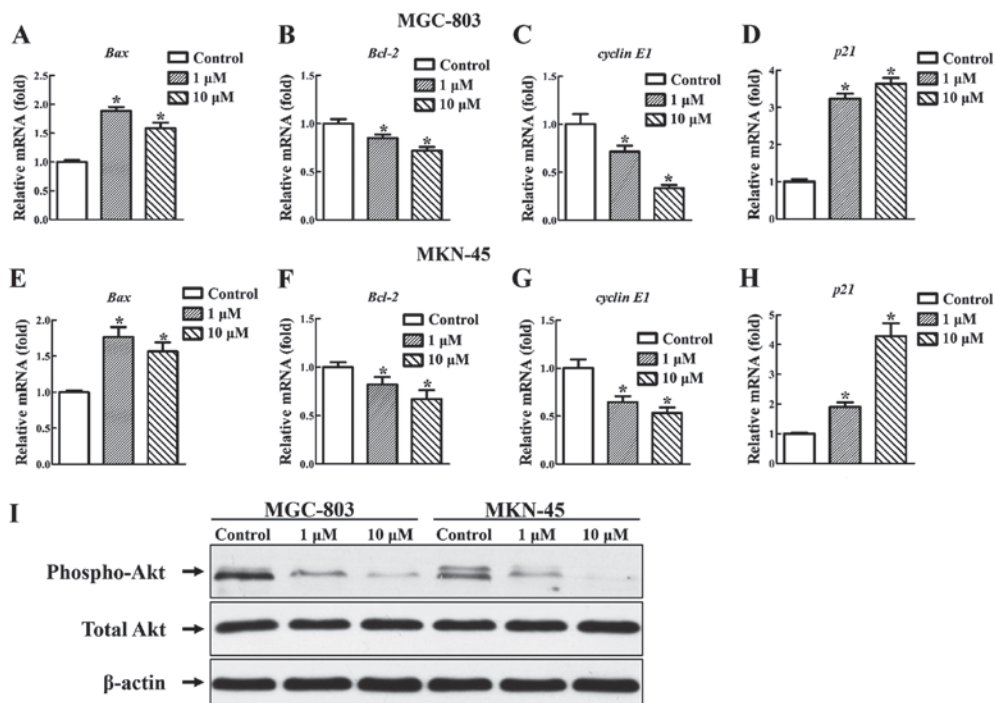 MGC-803
A
Bax
Relative mRNA (fold)
2.5
2.0
1.5
1.0
0.0
*
*
Control
1 μM
10 μM
B
Bcl-2
Relative mRNA (fold)
1.5
1.0
0.5
0.0
*
*
Control
1 μM
10 μM
C
cyclin E1
Relative mRNA (fold)
1.5
1.0
0.5
0.0
*
*
Control
1 μM
10 μM
D
p21
Relative mRNA (fold)
4
3
2
1
0
*
*
Control
1 μM
10 μM
MKN-45
E
Bax
Relative mRNA (fold)
2.0
1.5
1.0
0.0
*
*
Control
1 μM
10 μM
F
Bcl-2
Relative mRNA (fold)
1.5
1.0
0.5
0.0
*
*
Control
1 μM
10 μM
G
cyclin E1
Relative mRNA (fold)
1.5
1.0
0.5
0.0
*
*
Control
1 μM
10 μM
H
p21
Relative mRNA (fold)
5
4
2
1
0
*
*
Control
1 μM
10 μM
I
MGC-803 MKN-45
Control 1 μM 10 μM Control 1 μM 10 μM
Phospho-Akt
Total Akt
β-actin